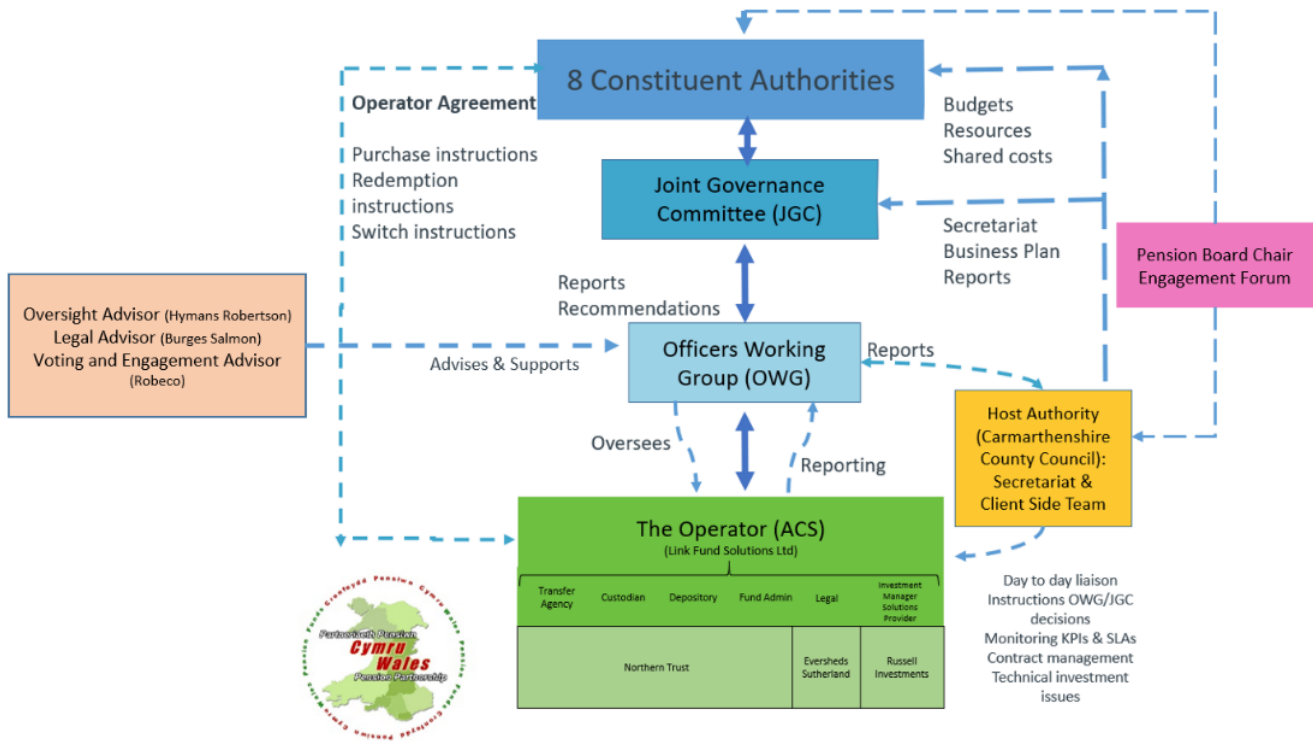 8 Constituent Authorities
Operator Agreement
Purchase instructions
Redemption
instructions
Switch instructions
Budgets
Resources
Shared costs
Joint Governance
Committee (JGC)
Secretariat
Business Plan
Reports
Pension Board Chair
Engagement Forum
Oversight Advisor (Hymans Robertson)
Legal Advisor (Burges Salmon)
Voting and Engagement Advisor
(Robeco)
Advises & Supports
Reports
Recommendations
Officers Working
Group (OWG)
Reports
Host Authority
(Carmarthenshire
County Council):
Secretariat &
Client Side Team
Oversees
Reporting
The Operator (ACS)
(Link Fund Solutions Ltd)
Transfer
Agency
Custodian
Depository
Fund Admin
Legal
Investment
Manager
Solutions
Provider
Northern Trust
Eversheds
Sutherland
Russell
Investments
Day to day liaison
Instructions OWG/JGC
decisions
Monitoring KPIs & SLAs
Contract management
Technical investment
issues
Partneriaeth Pensiwn
Cymru
Wales
Pension Partnership